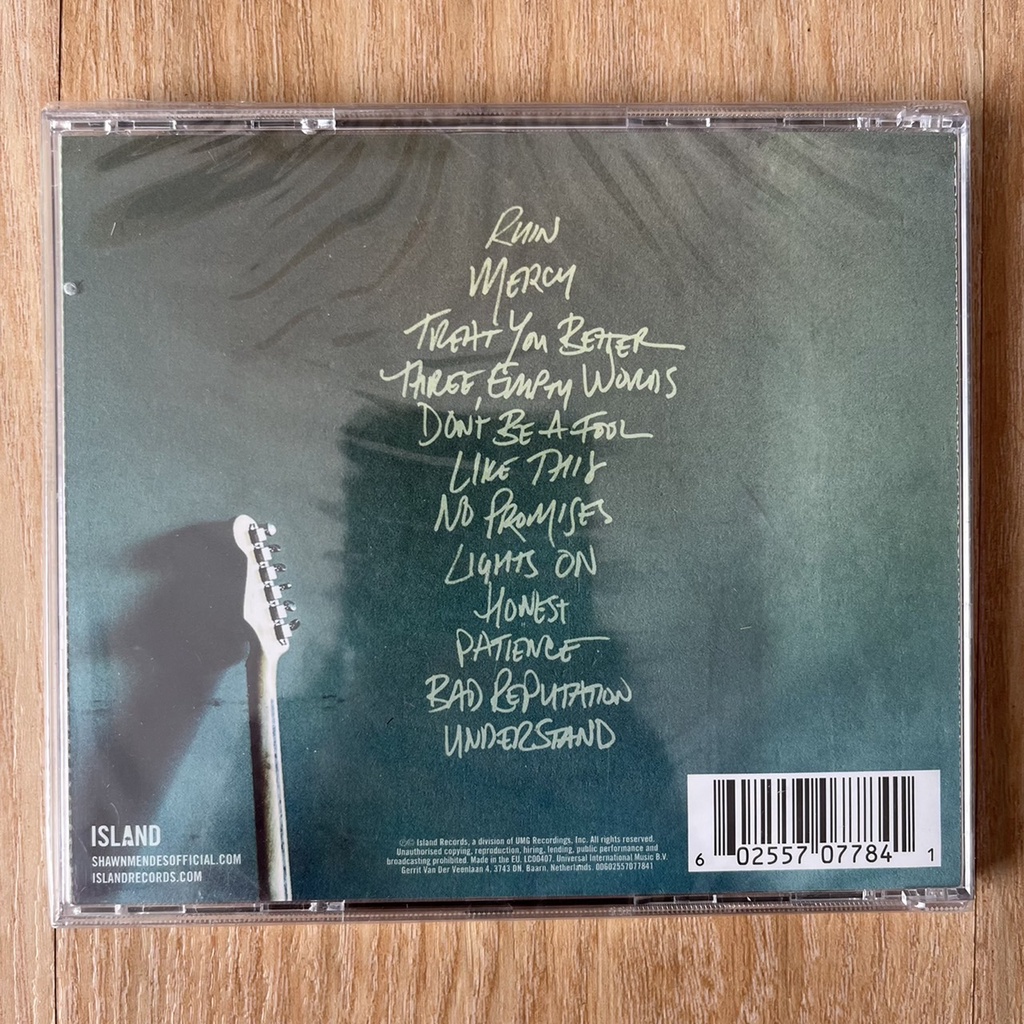 RUIN
MERCY
TREAT YOU BETTER
THREE EMPTY WORDS
DON'T BE A FOOL
LIKE THIS
NO PROMISES
LIGHTS ON
HONEST
PATIENCE
BAD REPUTATION
UNDERSTAND
ISLAND
SHAWNMENDESOFFICIAL.COM
ISLANDRECORDS.COM
℗© Island Records, a division of UMG Recordings, Inc. All rights reserved.
Unauthorised copying, reproduction, hiring, lending, public performance and
broadcasting prohibited. Made in the EU. LC00407. Universal International Music B.V.
Gerrit Van Der Veenlaan 4, 3743 DN, Baarn, Netherlands. 00602557077841
6 02557 07784 1